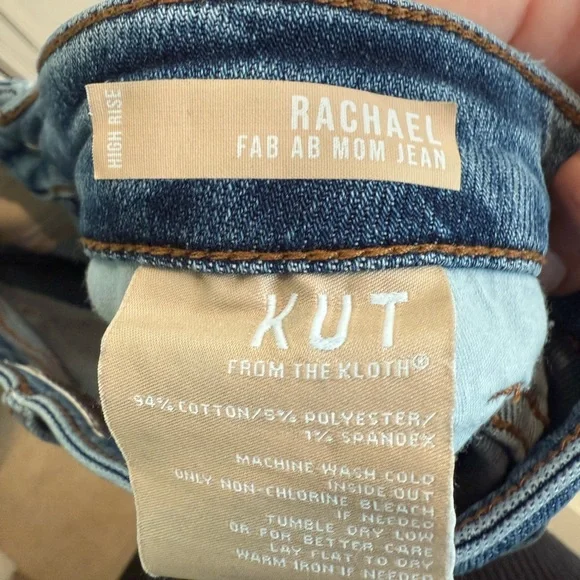 HIGH RISE
RACHAEL
FAB AB MOM JEAN
KUT
FROM THE KLOTH®
94% COTTON/5% POLYESTER/
1% SPANDEX
MACHINE WASH COLD
INSIDE OUT
ONLY NON-CHLORINE BLEACH
IF NEEDED
TUMBLE DRY LOW
OR FOR BETTER CARE
LAY FLAT TO DRY
WARM IRON IF NEEDED